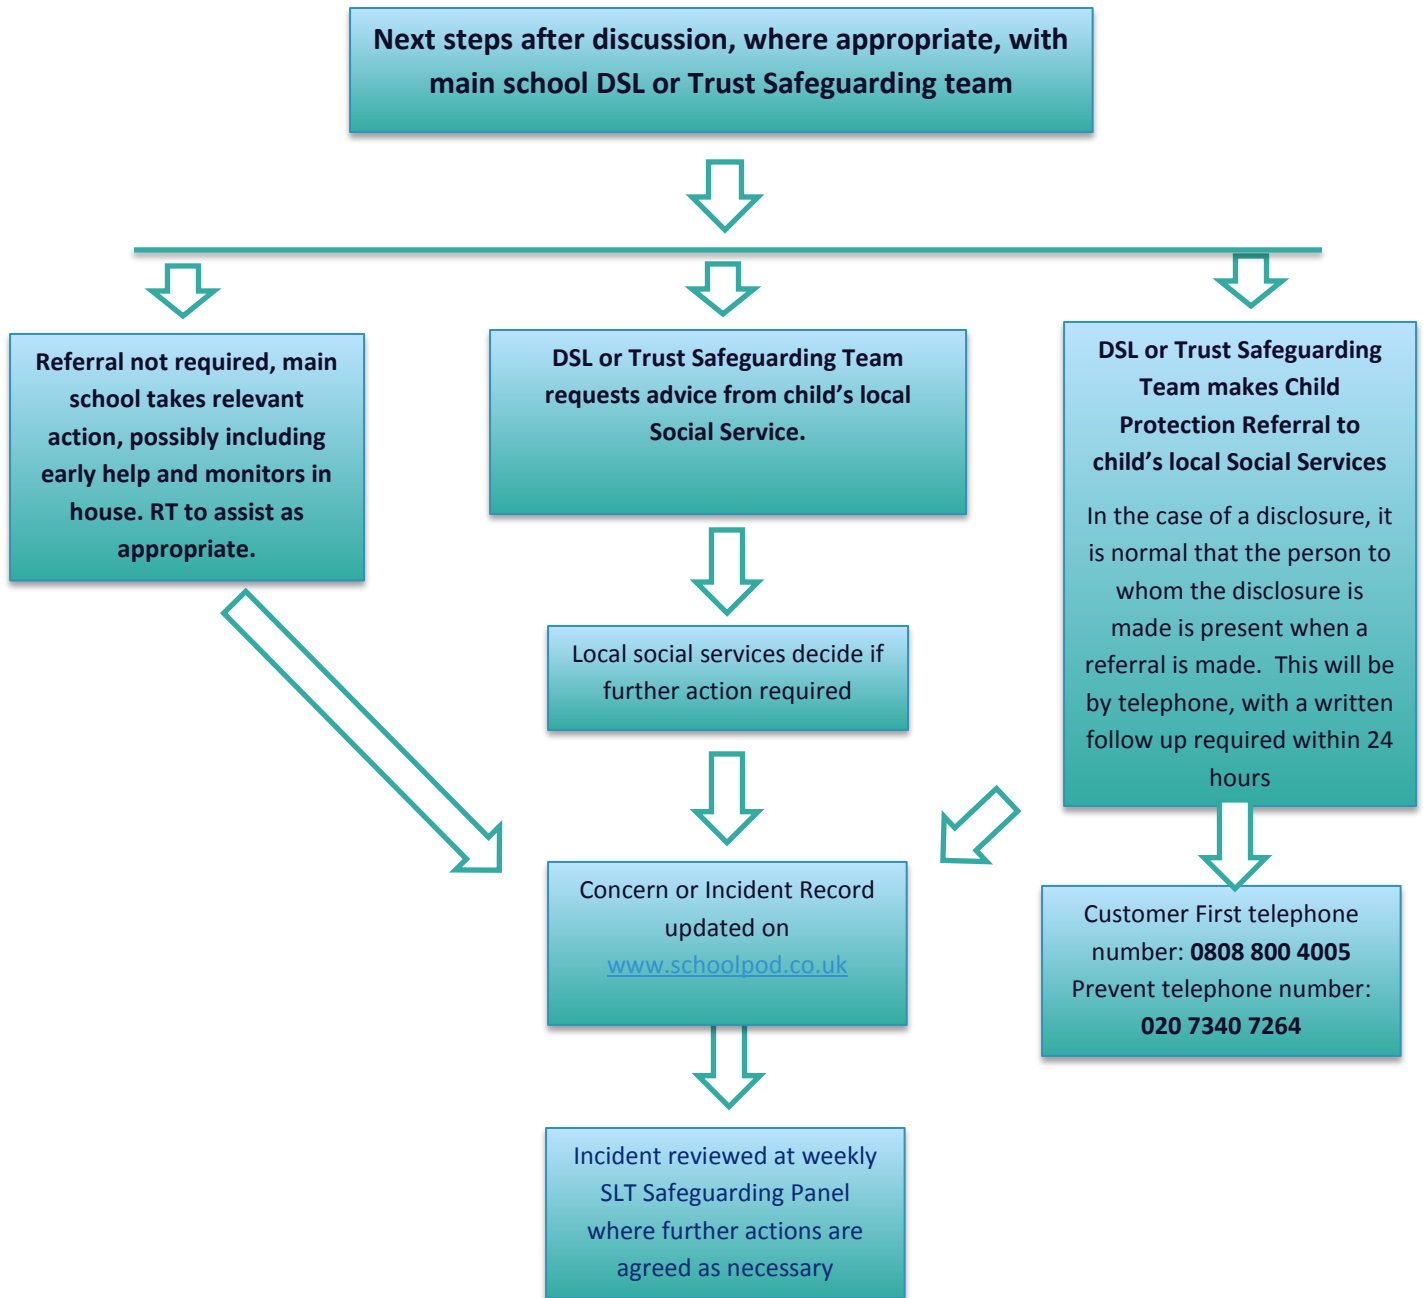 Next steps after discussion, where appropriate, with
main school DSL or Trust Safeguarding team
Referral not required, main
school takes relevant
action, possibly including
early help and monitors in
house. RT to assist as
appropriate.
DSL or Trust Safeguarding Team
requests advice from child’s local
Social Service.
DSL or Trust Safeguarding
Team makes Child
Protection Referral to
child’s local Social Services
In the case of a disclosure, it
is normal that the person to
whom the disclosure is
made is present when a
referral is made.  This will be
by telephone, with a written
follow up required within 24
hours
Local social services decide if
further action required
Concern or Incident Record
updated on
www.schoolpod.co.uk
Customer First telephone
number: 0808 800 4005
Prevent telephone number:
020 7340 7264
Incident reviewed at weekly
SLT Safeguarding Panel
where further actions are
agreed as necessary